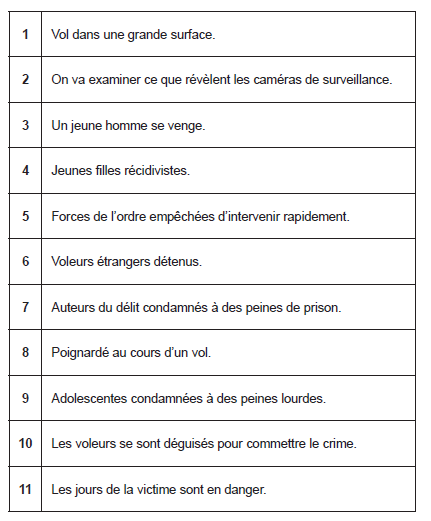 1 Vol dans une grande surface.
2 On va examiner ce que révèlent les caméras de surveillance.
3 Un jeune homme se venge.
4 Jeunes filles récidivistes.
5 Forces de l'ordre empêchées d'intervenir rapidement.
6 Voleurs étrangers détenus.
7 Auteurs du délit condamnés à des peines de prison.
8 Poignardé au cours d'un vol.
9 Adolescentes condamnées à des peines lourdes.
10 Les voleurs se sont déguisés pour commettre le crime.
11 Les jours de la victime sont en danger.